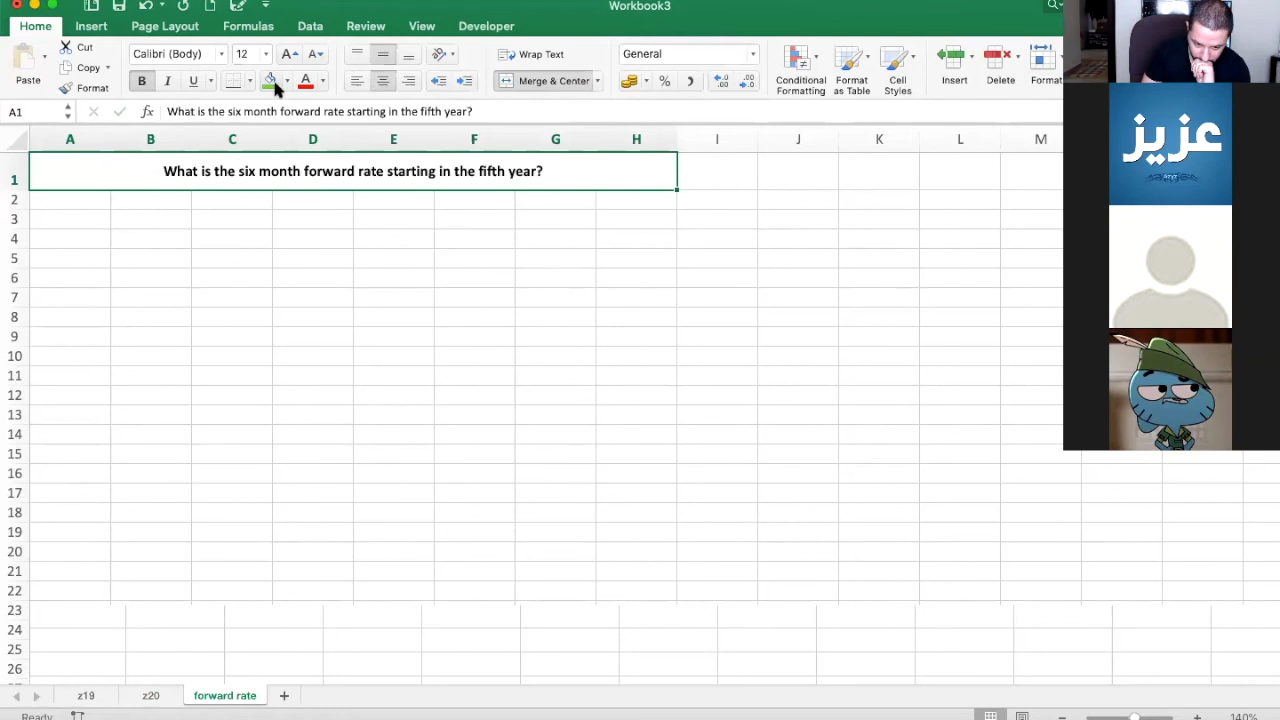 Workbook3
Home Insert Page Layout Formulas Data Review View Developer
Paste Cut Copy Format
Calibri (Body) 12
B I U A
Wrap Text
Merge & Center
General
%
Conditional Formatting
Format as Table
Cell Styles
Insert
Delete
Format
A1 fx What is the six month forward rate starting in the fifth year?
A B C D E F G H I J K L M
1 What is the six month forward rate starting in the fifth year?
2
3
4
5
6
7
8
9
10
11
12
13
14
15
16
17
18
19
20
21
22
23
24
25
26
عزيز
z19 z20 forward rate
Ready 140%